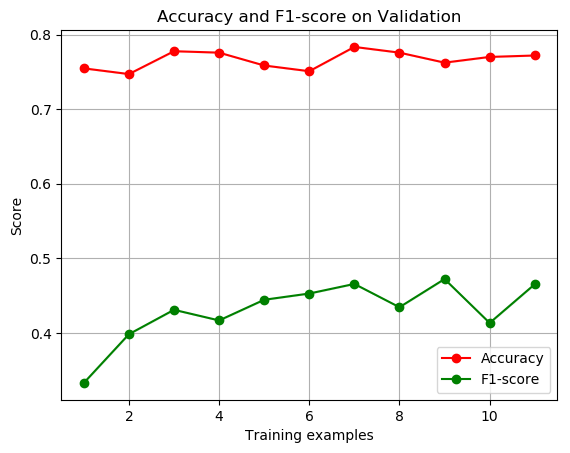 Accuracy and F1-score on Validation
0.8
0.7
0.6
0.5
0.4
Score
2
4
6
8
10
Training examples
Accuracy
F1-score